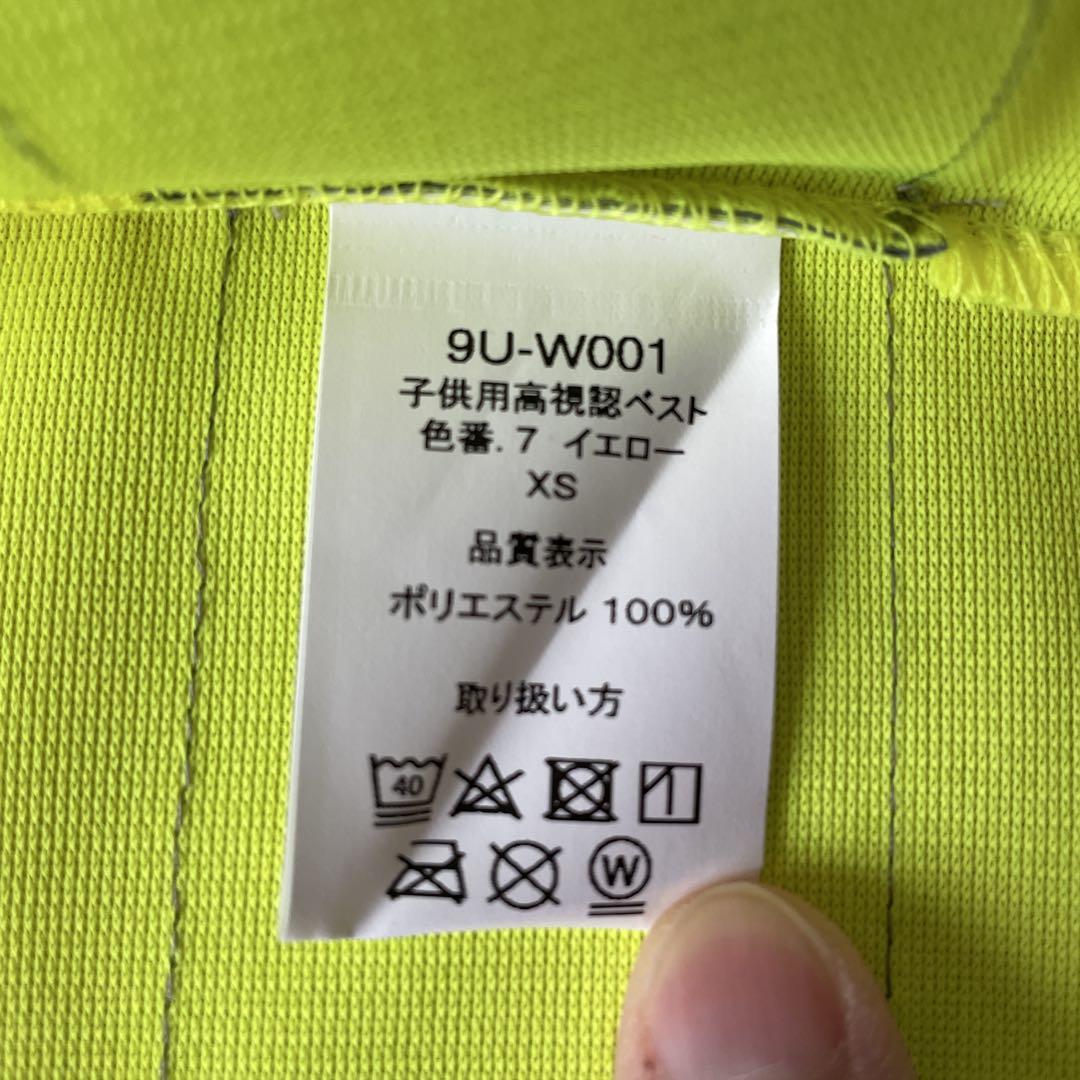 9U-W001
子供用高視認ベスト
色番.7 イエロー
XS
品質表示
ポリエステル 100%
取り扱い方
40
W